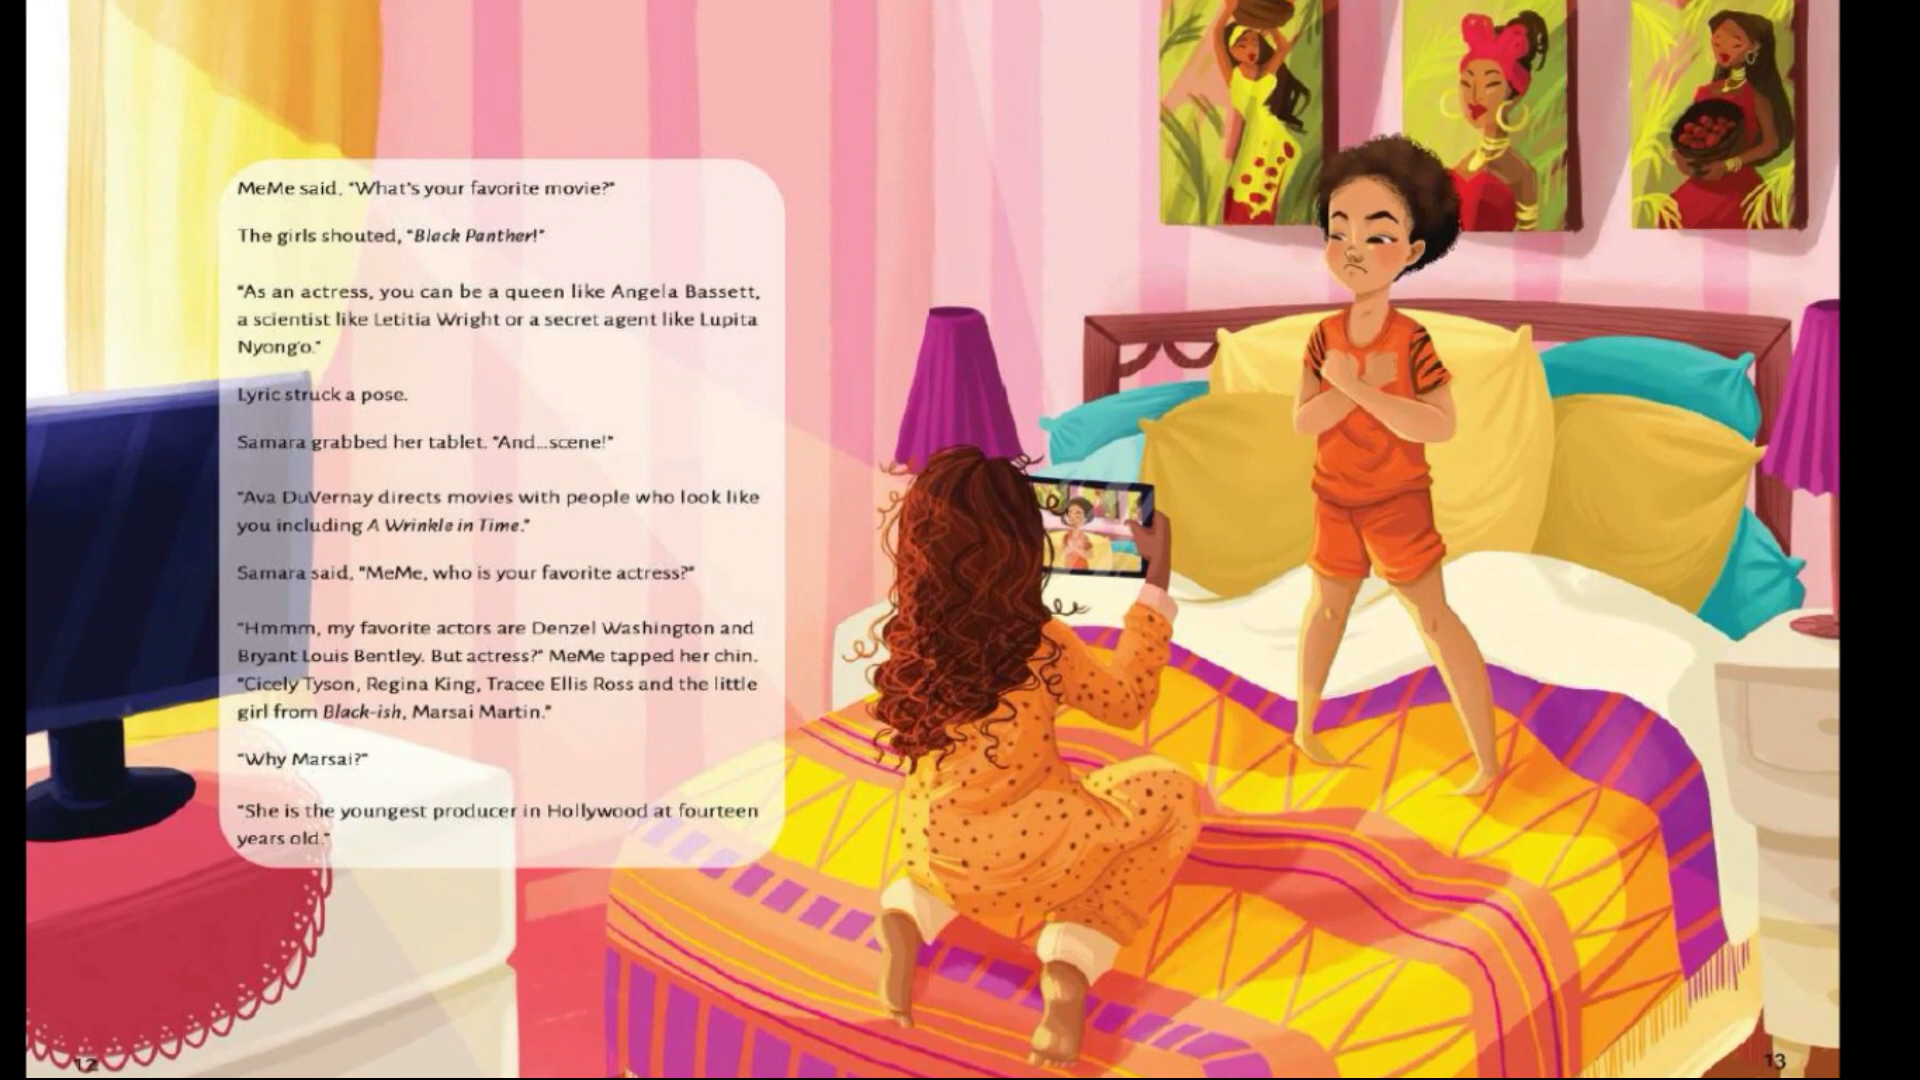 MeMe said, "What's your favorite movie?"
The girls shouted, "Black Panther!"
"As an actress, you can be a queen like Angela Bassett,
a scientist like Letitia Wright or a secret agent like Lupita
Nyong'o."
Lyric struck a pose.
Samara grabbed her tablet. "And...scene!"
"Ava DuVernay directs movies with people who look like
you including A Wrinkle in Time."
Samara said, "MeMe, who is your favorite actress?"
"Hmmm, my favorite actors are Denzel Washington and
Bryant Louis Bentley. But actress?" MeMe tapped her chin.
"Cicely Tyson, Regina King, Tracee Ellis Ross and the little
girl from Black-ish, Marsai Martin."
"Why Marsai?"
"She is the youngest producer in Hollywood at fourteen
years old."
12
13